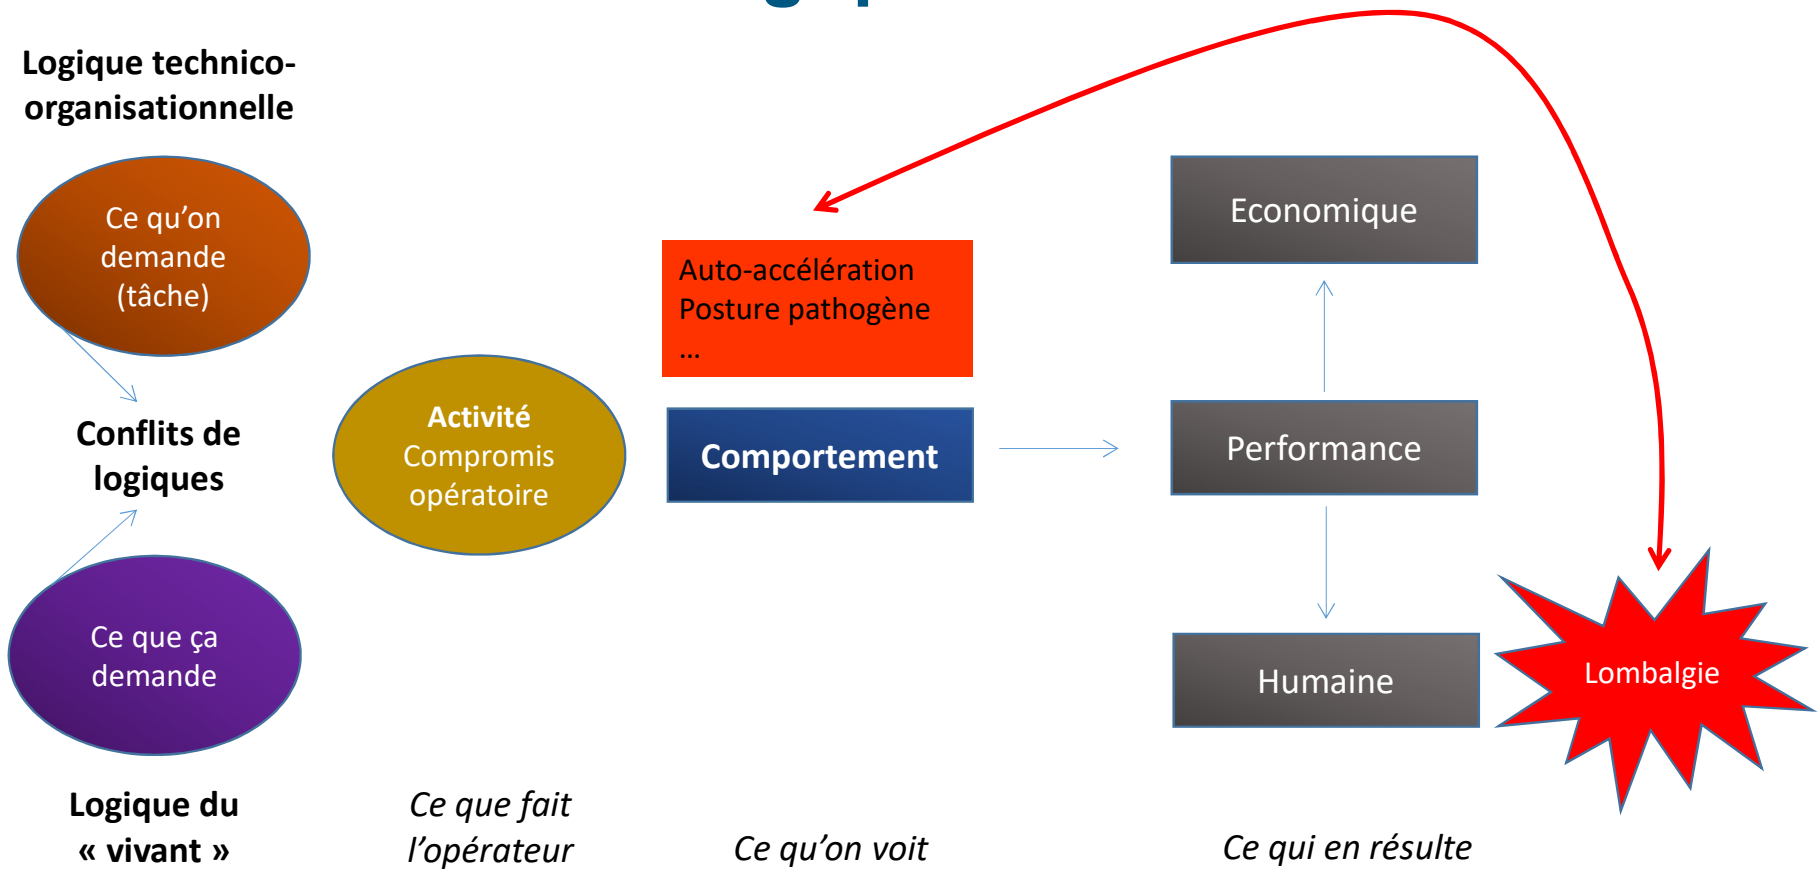 Logique technico-
organisationnelle
Ce qu’on
demande
(tâche)
Conflits de
logiques
Ce que ça
demande
Logique du
« vivant »
Activité
Compromis
opératoire
Ce que fait
l’opérateur
Auto-accélération
Posture pathogène
...
Comportement
Ce qu’on voit
Economique
Performance
Humaine
Ce qui en résulte
Lombalgie